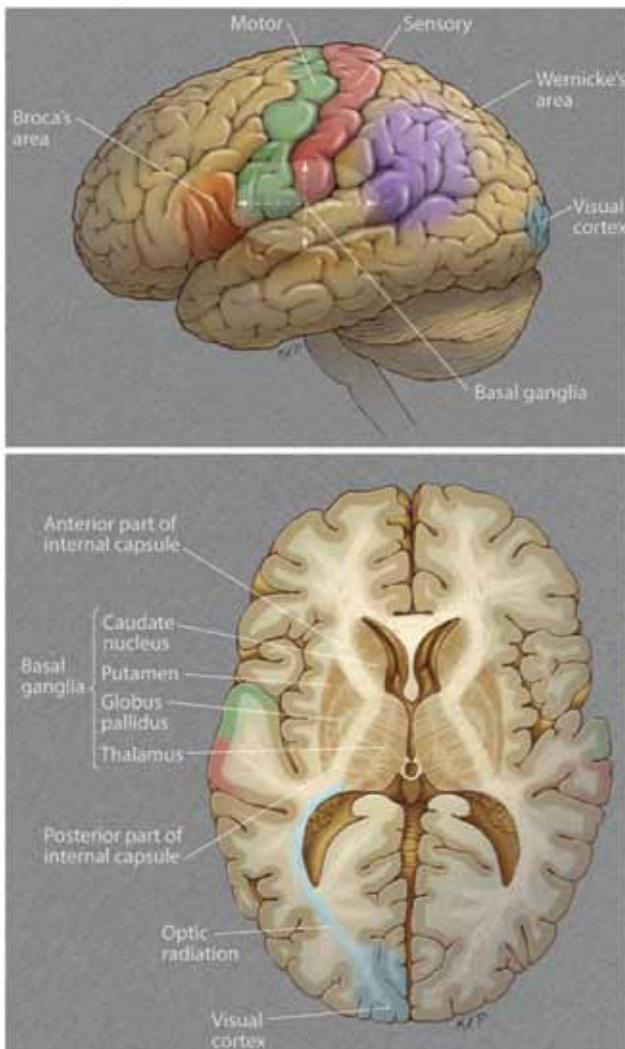 Motor
Sensory
Wernicke's
area
Broca's
area
Visual
cortex
KLP
Basal ganglia
Anterior part of
internal capsule
Basal
ganglia
Caudate
nucleus
Putamen
Globus
pallidus
Thalamus
Posterior part of
internal capsule
Optic
radiation
Visual
cortex